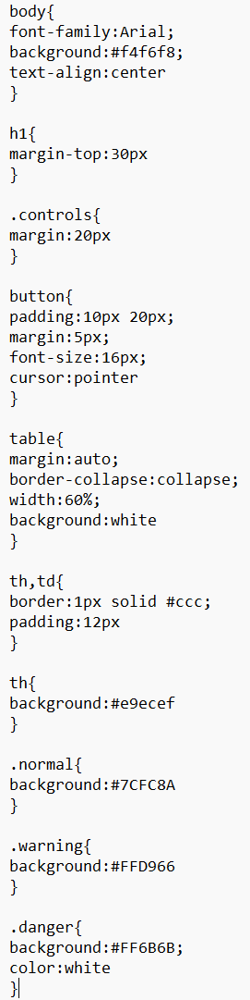 body{
font-family:Arial;
background:#f4f6f8;
text-align:center
}
h1{
margin-top:30px
}
.controls{
margin:20px
}
button{
padding:10px 20px;
margin:5px;
font-size:16px;
cursor:pointer
}
table{
margin:auto;
border-collapse:collapse;
width:60%;
background:white
}
th,td{
border:1px solid #ccc;
padding:12px
}
th{
background:#e9ecef
}
.normal{
background:#7CFC8A
}
.warning{
background:#FFD966
}
.danger{
background:#FF6B6B;
color:white
}